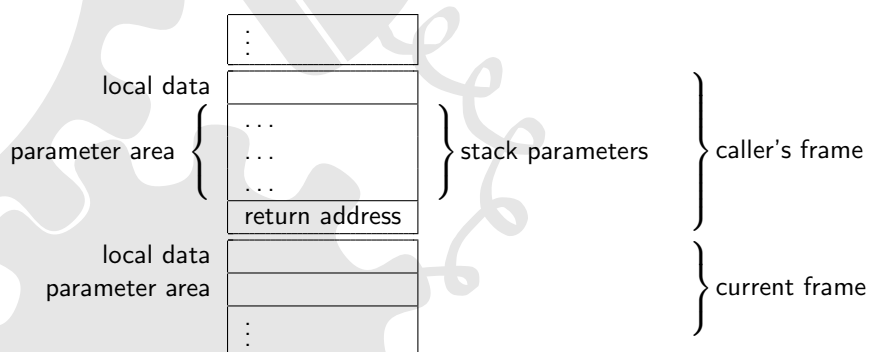 ⋮
local data
parameter area
. . .
. . .
. . .
stack parameters
caller's frame
return address
local data
parameter area
current frame
⋮